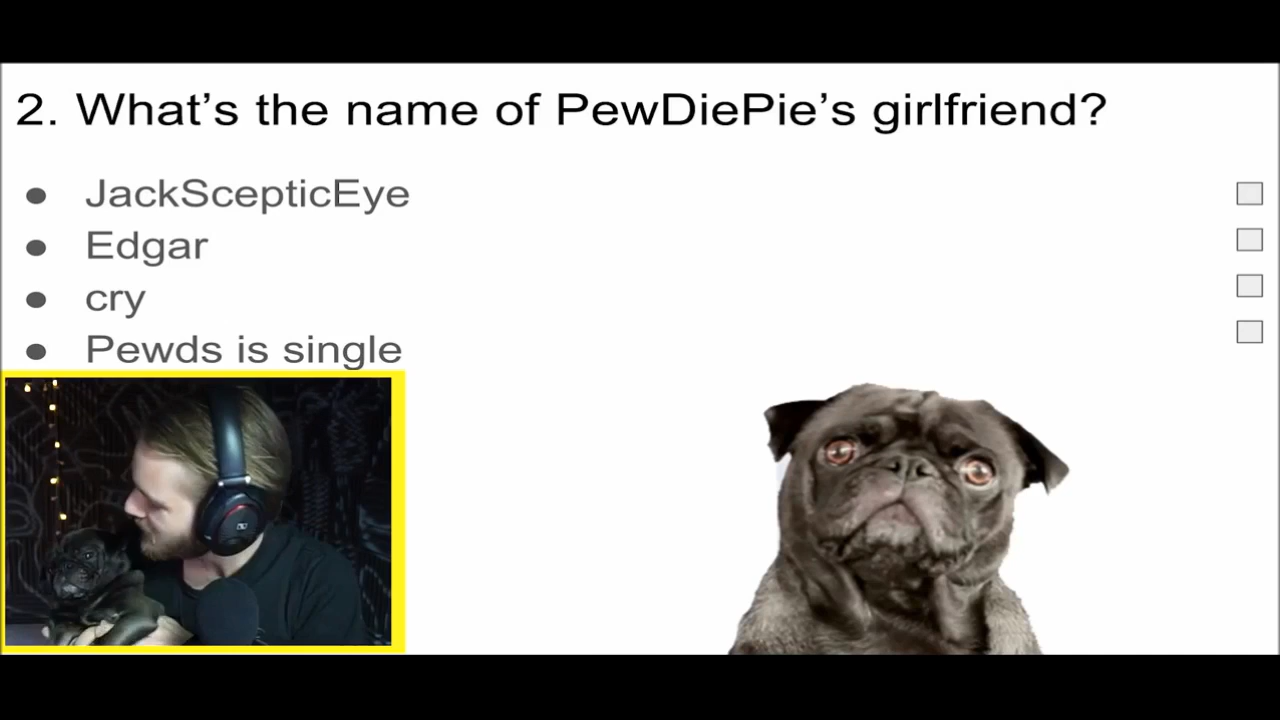 2. What’s the name of PewDiePie’s girlfriend?
● JackScepticEye
● Edgar
● cry
● Pewds is single